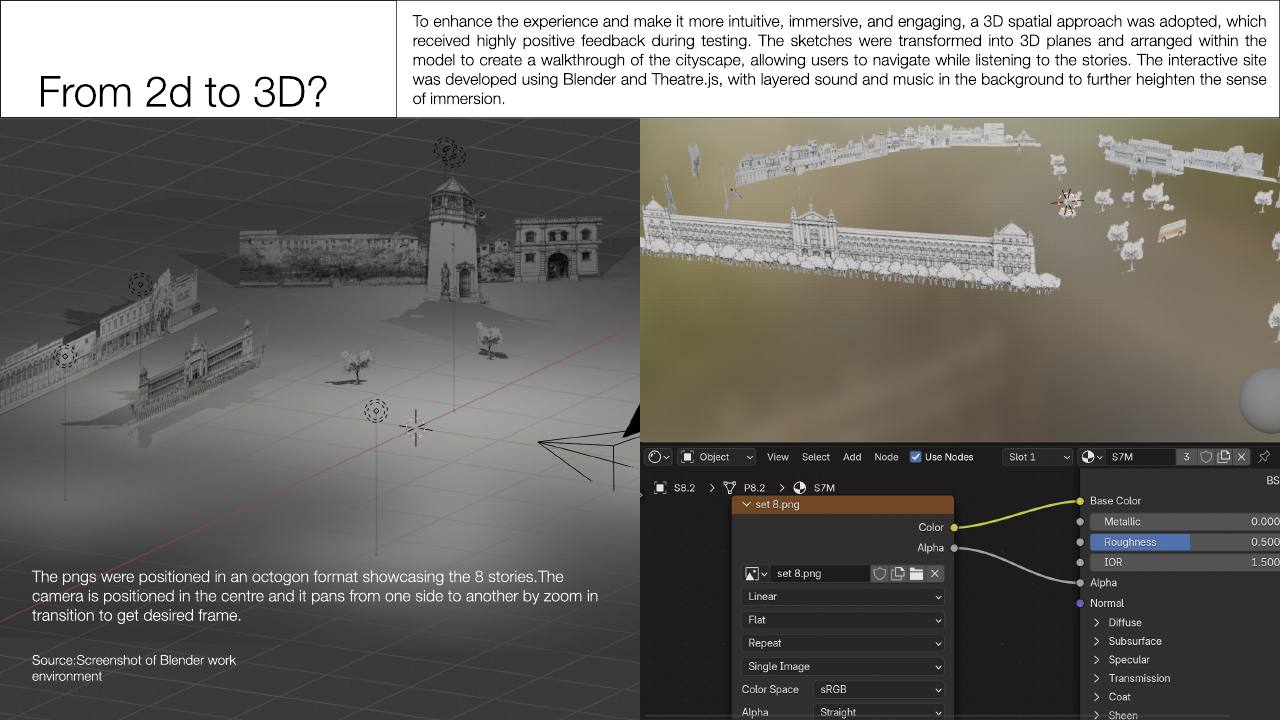 From 2d to 3D?
To enhance the experience and make it more intuitive, immersive, and engaging, a 3D spatial approach was adopted, which
received highly positive feedback during testing. The sketches were transformed into 3D planes and arranged within the
model to create a walkthrough of the cityscape, allowing users to navigate while listening to the stories. The interactive site
was developed using Blender and Theatre.js, with layered sound and music in the background to further heighten the sense
of immersion.
The pngs were positioned in an octogon format showcasing the 8 stories.The
camera is positioned in the centre and it pans from one side to another by zoom in
transition to get desired frame.
Source:Screenshot of Blender work
environment
Object View Select Add Node Use Nodes Slot 1 S7M 3
S8.2 P8.2 S7M
BS
set 8.png
Color
Alpha
set 8.png
Linear
Flat
Repeat
Single Image
Color Space sRGB
Alpha Straight
Base Color
Metallic 0.000
Roughness 0.500
IOR 1.500
Alpha
Normal
Diffuse
Subsurface
Specular
Transmission
Coat
Sheen